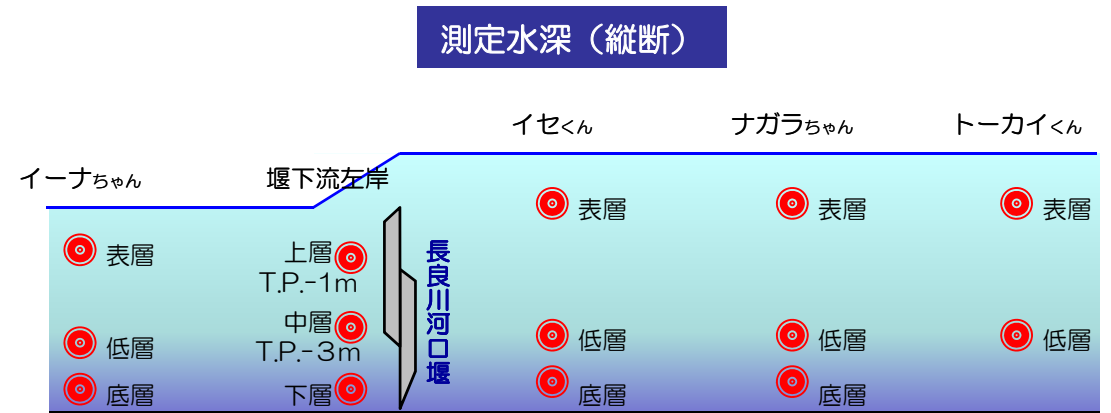 測定水深（縦断）
イセくん
ナガラちゃん
トーカイくん
イーナちゃん
堰下流左岸
表層
表層
表層
表層
上層
T.P.-1m
長良川河口堰
中層
T.P.-3m
低層
低層
低層
低層
底層
下層
底層
底層